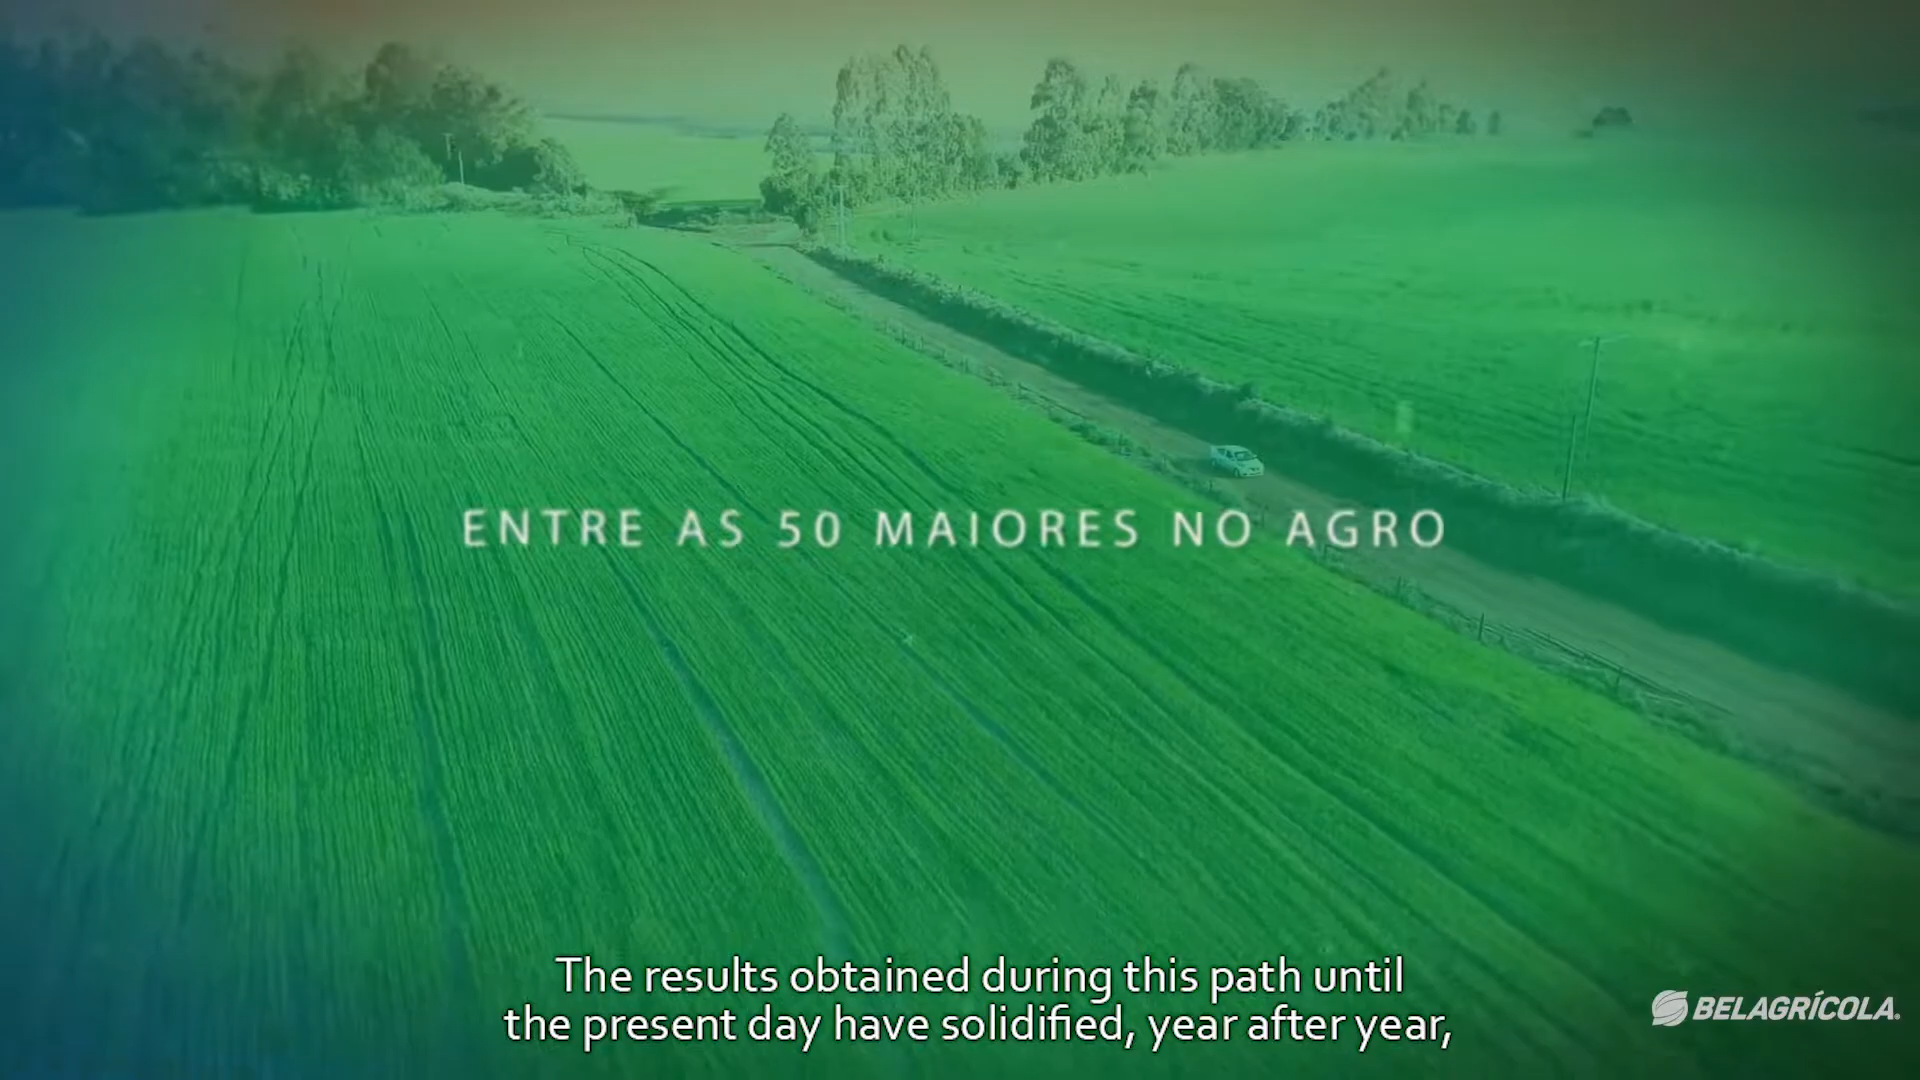 ENTRE AS 50 MAIORES NO AGRO
The results obtained during this path until
the present day have solidified, year after year,
BELAGRÍCOLA.